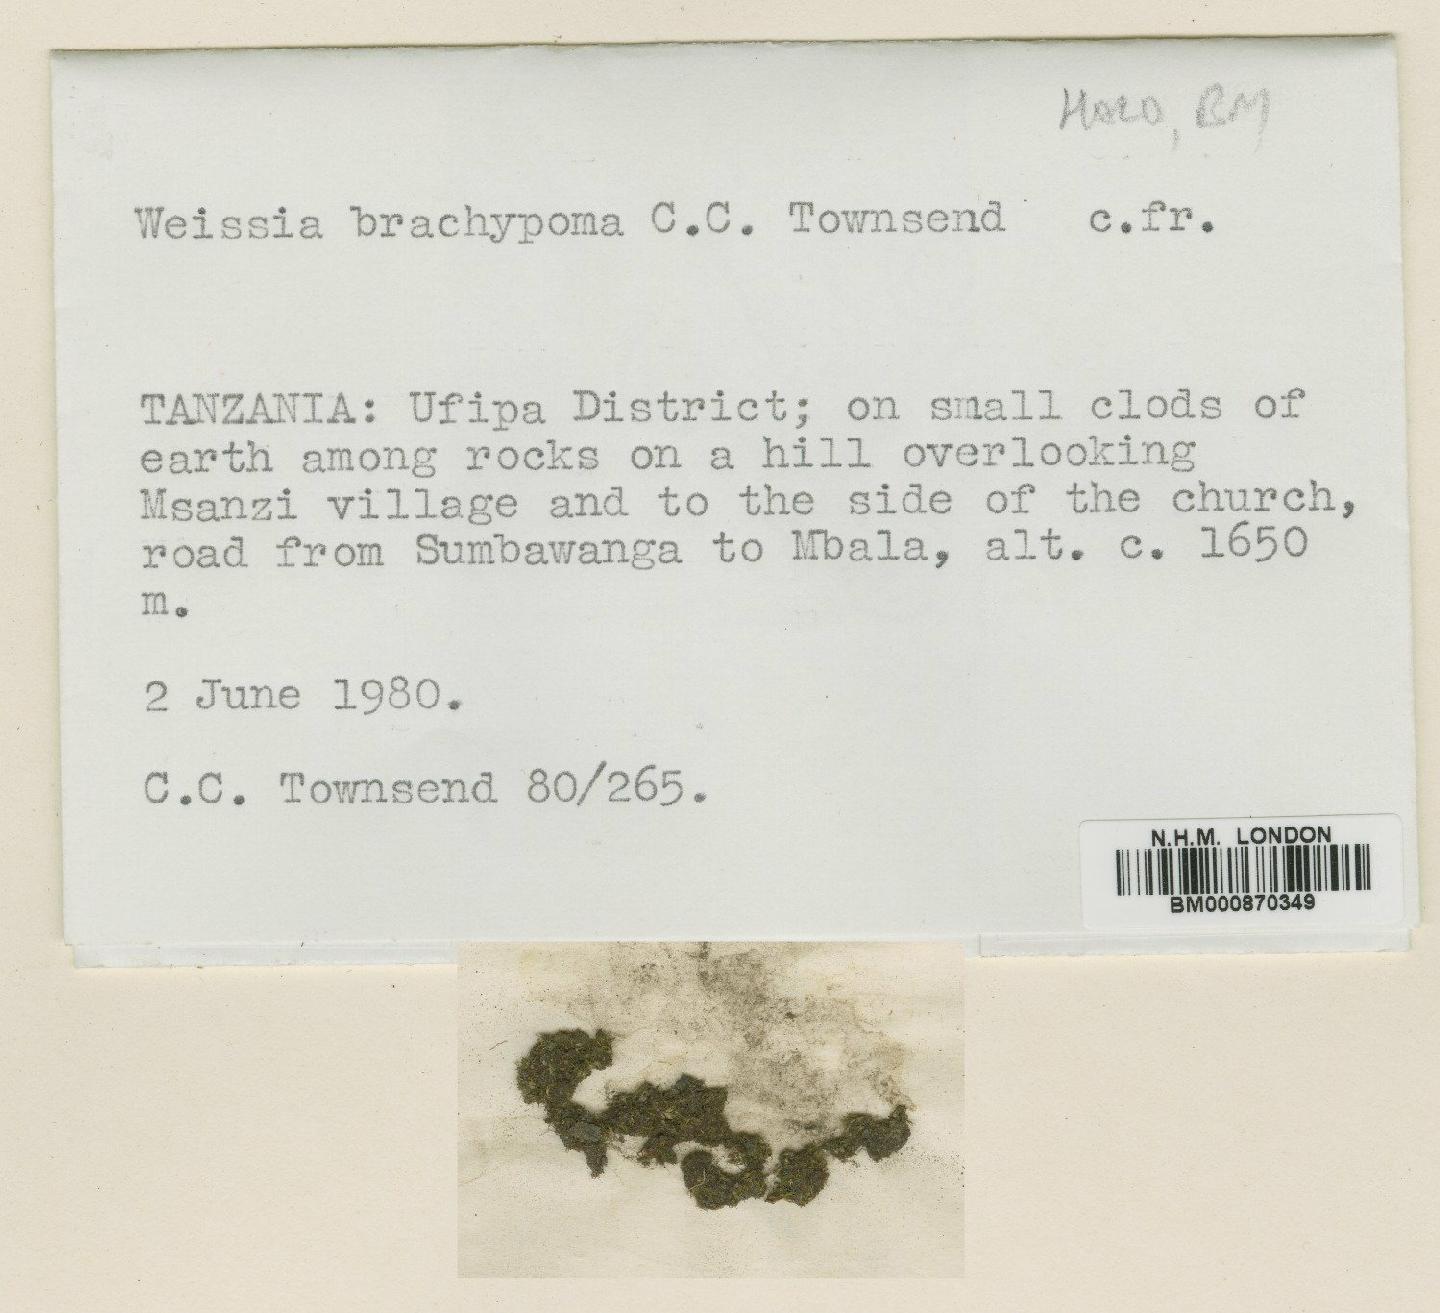 HOLO, BM
Weissia brachypoma C.C. Townsend c.fr.
TANZANIA: Ufipa District; on small clods of
earth among rocks on a hill overlooking
Msanzi village and to the side of the church,
road from Sumbawanga to Mbala, alt. c. 1650
m.
2 June 1980.
C.C. Townsend 80/265.
N.H.M. LONDON
BM000870349